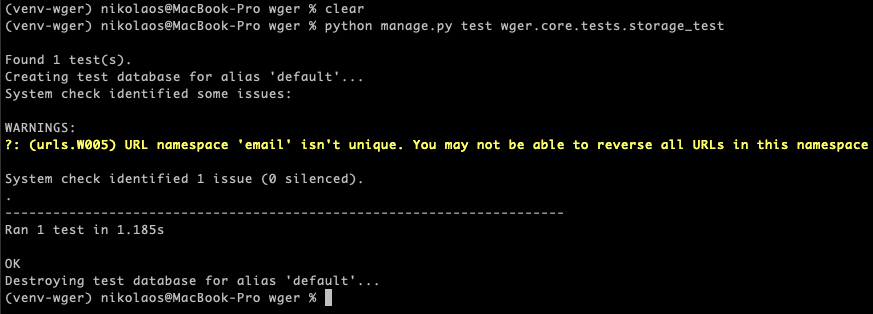 (venv-wger) nikolaos@MacBook-Pro wger % clear
(venv-wger) nikolaos@MacBook-Pro wger % python manage.py test wger.core.tests.storage_test
Found 1 test(s).
Creating test database for alias 'default'...
System check identified some issues:
WARNINGS:
?: (urls.W005) URL namespace 'email' isn't unique. You may not be able to reverse all URLs in this namespace
System check identified 1 issue (0 silenced).
.
----------------------------------------------------------------------
Ran 1 test in 1.185s
OK
Destroying test database for alias 'default'...
(venv-wger) nikolaos@MacBook-Pro wger %